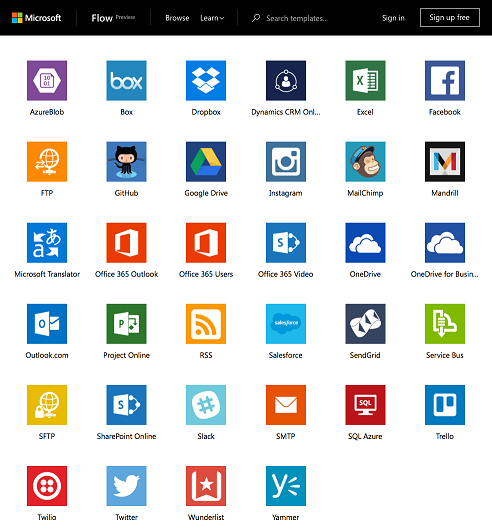 Microsoft Flow Preview Browse Learn Search templates... Sign in Sign up free
10
01
box
AzureBlob Box Dropbox Dynamics CRM Onl... Excel Facebook
FTP GitHub Google Drive Instagram MailChimp Mandrill
Microsoft Translator Office 365 Outlook Office 365 Users Office 365 Video OneDrive OneDrive for Busin...
salesforce
Outlook.com Project Online RSS Salesforce SendGrid Service Bus
SQL
SFTP SharePoint Online Slack SMTP SQL Azure Trello
Twilio Twitter Wunderlist Yammer